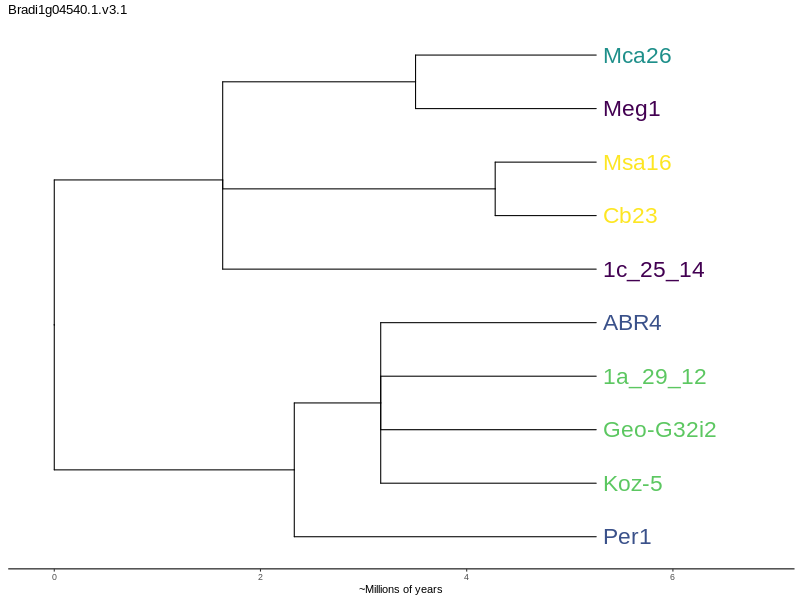 Bradi1g04540.1.v3.1
Mca26
Meg1
Msa16
Cb23
1c_25_14
ABR4
1a_29_12
Geo-G32i2
Koz-5
Per1
0 2 4 6
~Millions of years